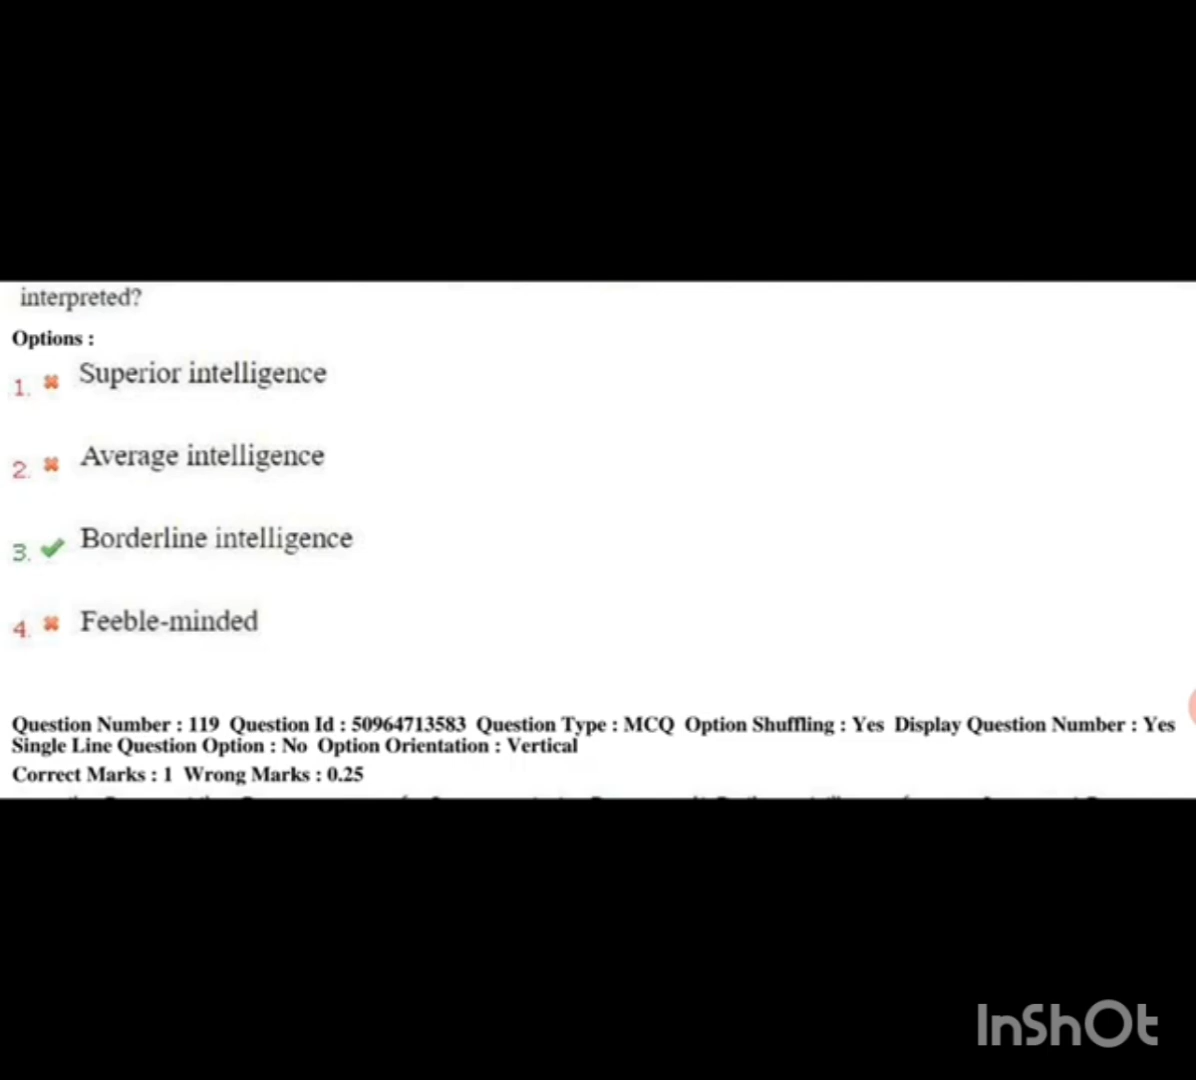 interpreted?
Options :
1. Superior intelligence
2. Average intelligence
3. Borderline intelligence
4. Feeble-minded
Question Number : 119 Question Id : 50964713583 Question Type : MCQ Option Shuffling : Yes Display Question Number : Yes
Single Line Question Option : No Option Orientation : Vertical
Correct Marks : 1 Wrong Marks : 0.25
InShOt